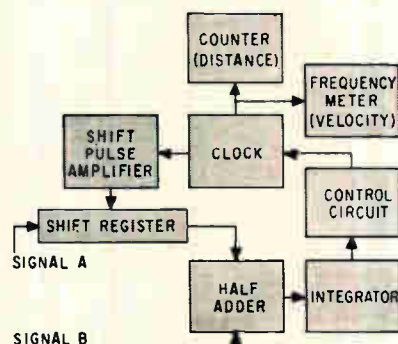 COUNTER
(DISTANCE)
FREQUENCY
METER
(VELOCITY)
SHIFT
PULSE
AMPLIFIER
CLOCK
CONTROL
CIRCUIT
SHIFT REGISTER
SIGNAL A
HALF
ADDER
INTEGRATOR
SIGNAL B